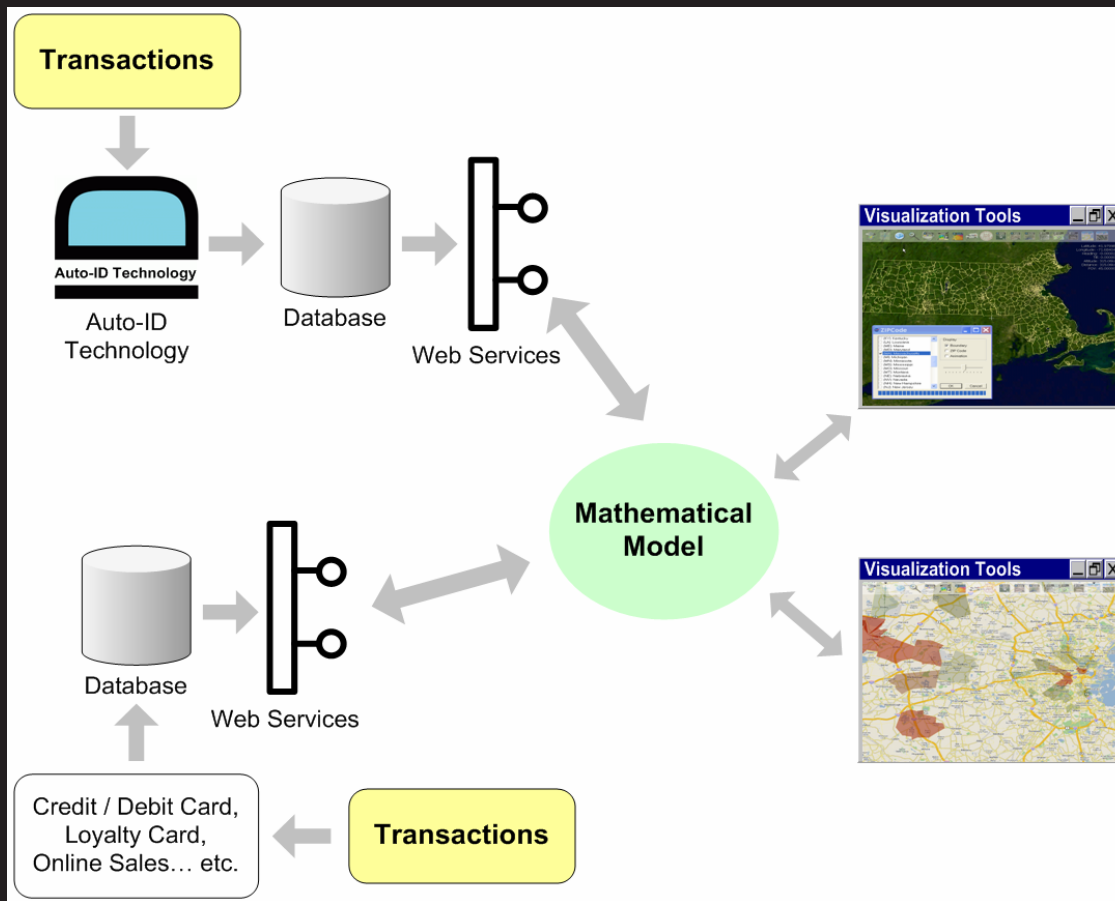 Transactions
Auto-ID Technology
Auto-ID
Technology
Database
Web Services
Visualization Tools
ZIPCode
Mathematical
Model
Database
Web Services
Visualization Tools
Credit / Debit Card,
Loyalty Card,
Online Sales... etc.
Transactions